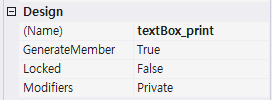 Design
(Name) textBox_print
GenerateMember True
Locked False
Modifiers Private